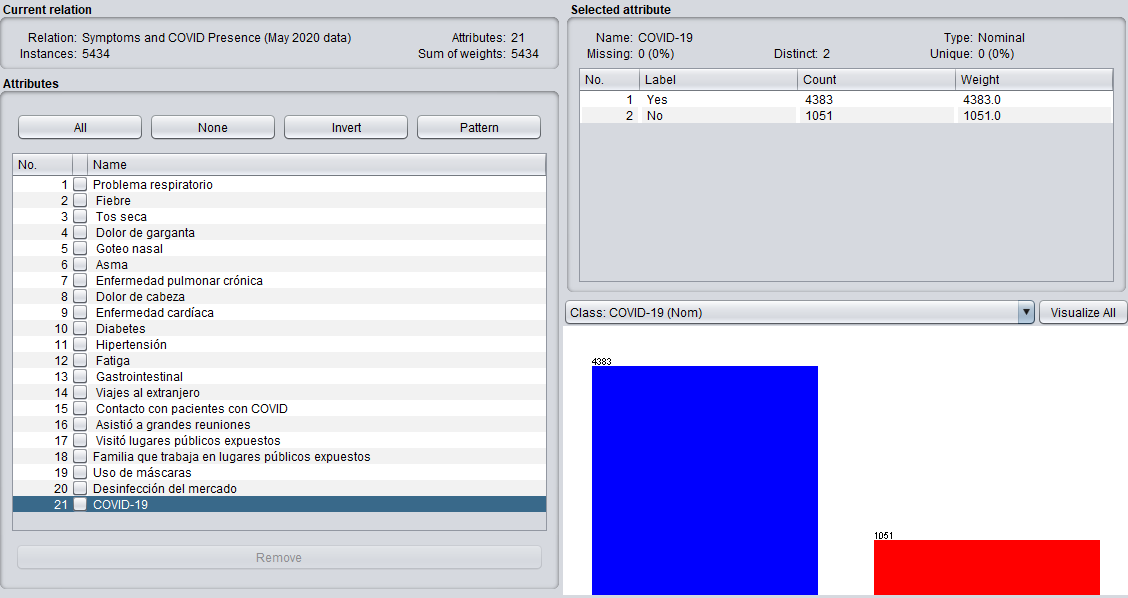 Current relation
Relation: Symptoms and COVID Presence (May 2020 data) Attributes: 21
Instances: 5434 Sum of weights: 5434
Attributes
All None Invert Pattern
No. Name
1 Problema respiratorio
2 Fiebre
3 Tos seca
4 Dolor de garganta
5 Goteo nasal
6 Asma
7 Enfermedad pulmonar crónica
8 Dolor de cabeza
9 Enfermedad cardíaca
10 Diabetes
11 Hipertensión
12 Fatiga
13 Gastrointestinal
14 Viajes al extranjero
15 Contacto con pacientes con COVID
16 Asistió a grandes reuniones
17 Visitó lugares públicos expuestos
18 Familia que trabaja en lugares públicos expuestos
19 Uso de máscaras
20 Desinfección del mercado
21 COVID-19
Remove
Selected attribute
Name: COVID-19 Type: Nominal
Missing: 0 (0%) Distinct: 2 Unique: 0 (0%)
No. Label Count Weight
1 Yes 4383 4383.0
2 No 1051 1051.0
Class: COVID-19 (Nom) Visualize All
4383
1051